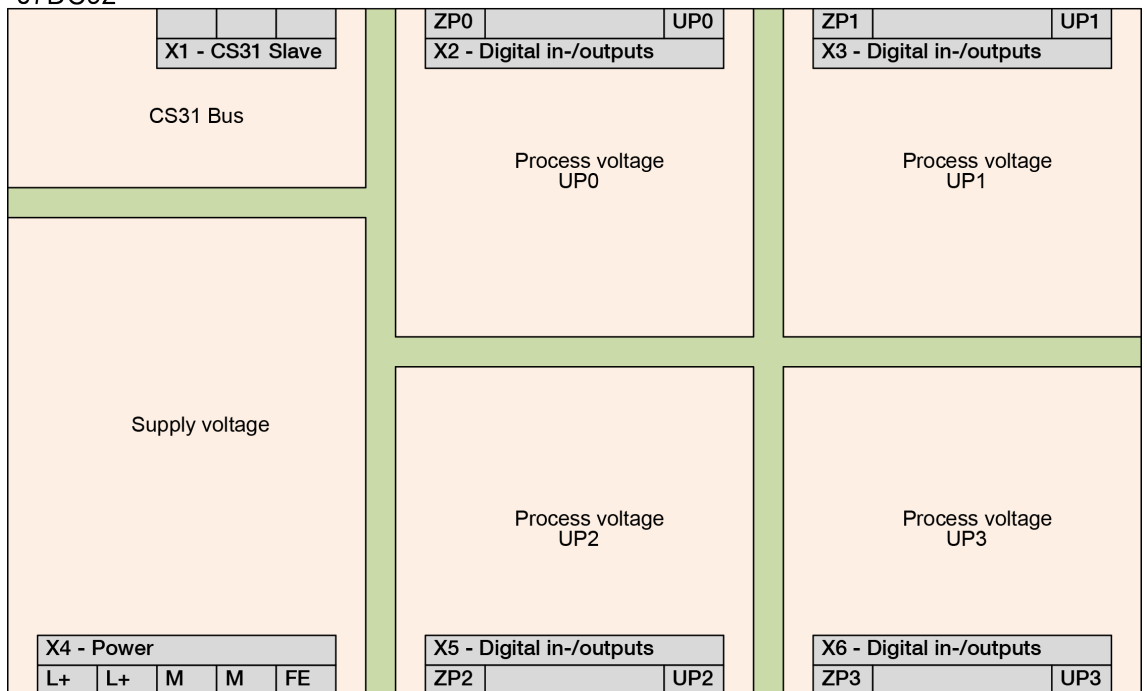 ZP0 UP0 ZP1 UP1
X1 - CS31 Slave X2 - Digital in-/outputs X3 - Digital in-/outputs
CS31 Bus
Process voltage
UP0
Process voltage
UP1
Supply voltage
Process voltage
UP2
Process voltage
UP3
X4 - Power X5 - Digital in-/outputs X6 - Digital in-/outputs
L+ L+ M M FE ZP2 UP2 ZP3 UP3